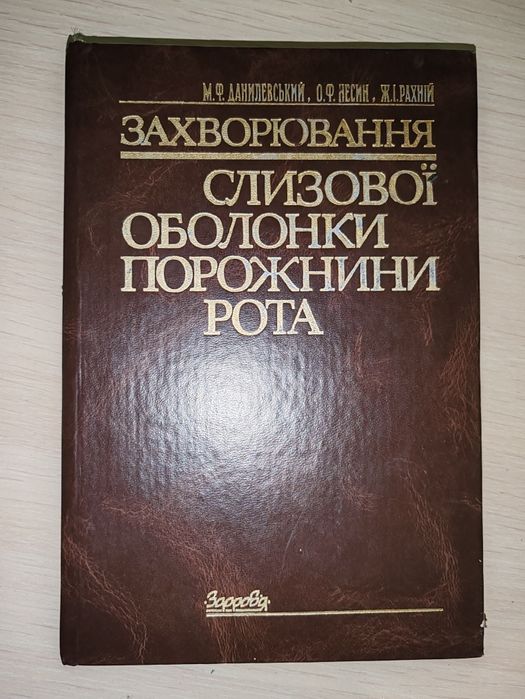 М.Ф. ДАНИЛЕВСЬКИЙ, О.Ф. НЕСИН, Ж.І. РАХНІЙ
ЗАХВОРЮВАННЯ
СЛИЗОВОЇ
ОБОЛОНКИ
ПОРОЖНИНИ
РОТА
Здоров'я